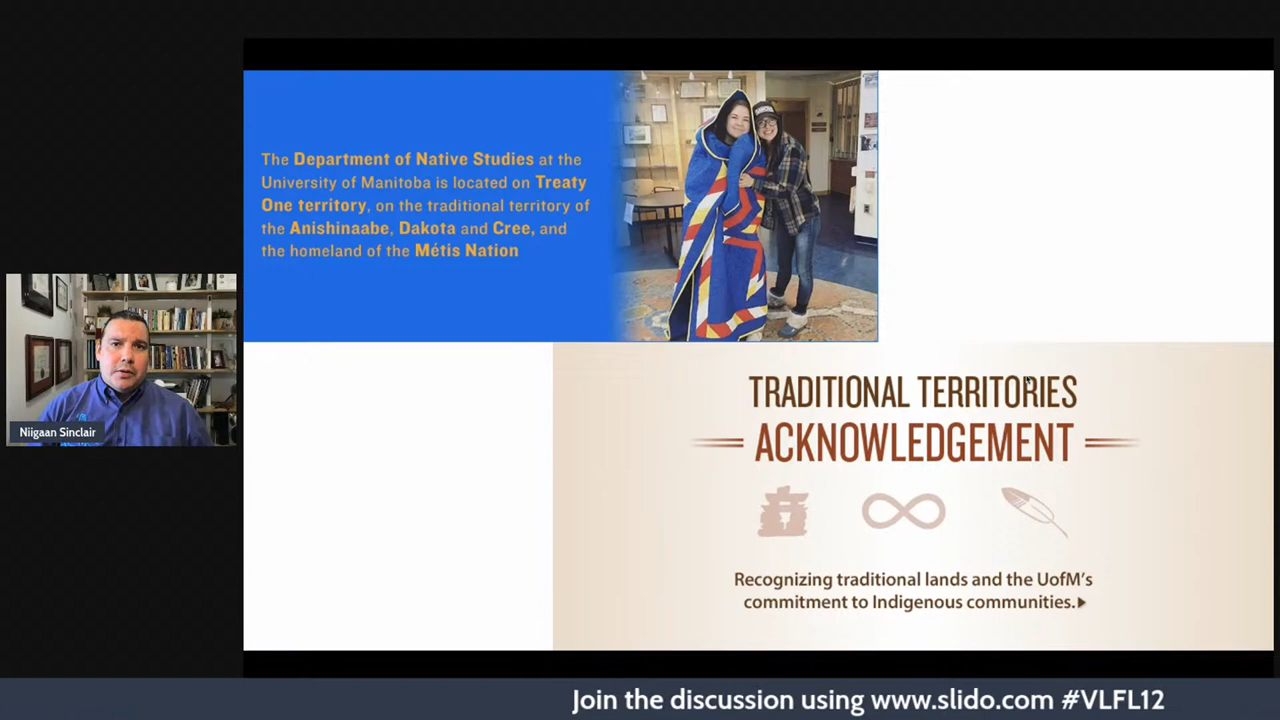 The Department of Native Studies at the
University of Manitoba is located on Treaty
One territory, on the traditional territory of
the Anishinaabe, Dakota and Cree, and
the homeland of the Métis Nation
Niigaan Sinclair
TRADITIONAL TERRITORIES
ACKNOWLEDGEMENT
Recognizing traditional lands and the UofM's
commitment to Indigenous communities.
Join the discussion using www.slido.com #VLFL12